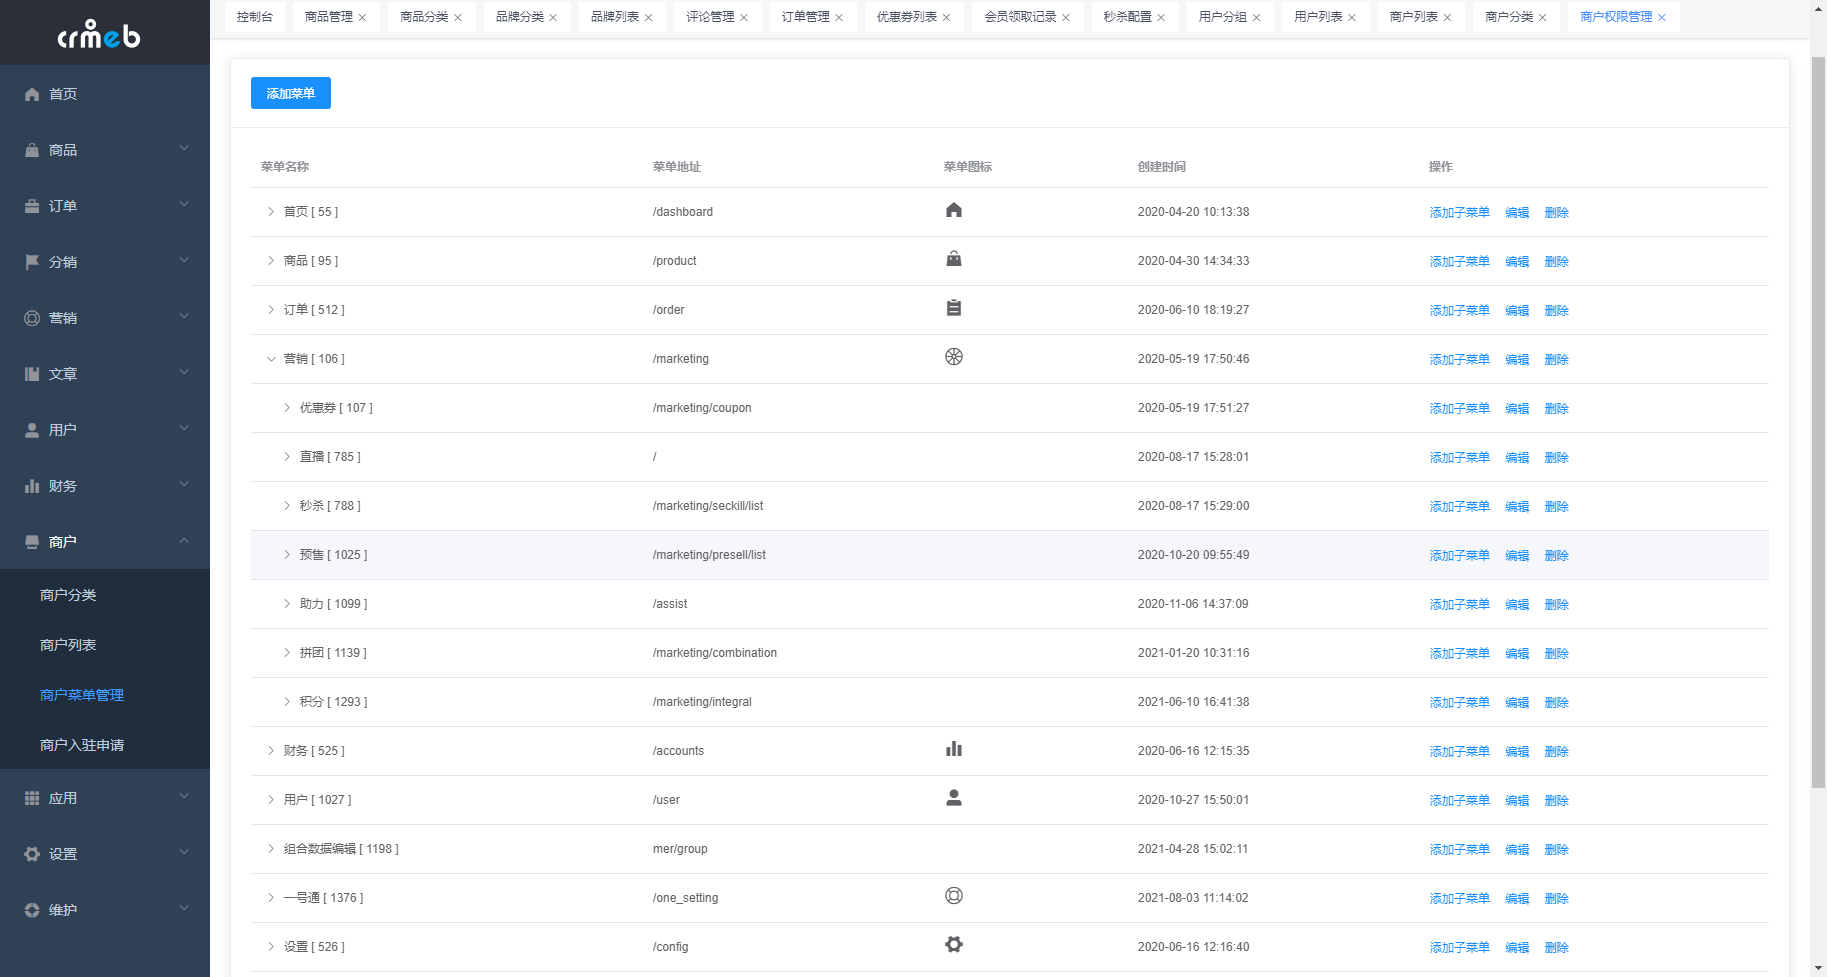 crmeb
首页
商品
订单
分销
营销
文章
用户
财务
商户
商户分类
商户列表
商户菜单管理
商户入驻申请
应用
设置
维护
控制台 商品管理 商品分类 品牌分类 品牌列表 评论管理 订单管理 优惠劵列表 会员领取记录 秒杀配置 用户分组 用户列表 商户列表 商户分类 商户权限管理
添加菜单
菜单名称 菜单地址 菜单图标 创建时间 操作
首页 [ 55 ] /dashboard 2020-04-20 10:13:38 添加子菜单 编辑 删除
商品 [ 95 ] /product 2020-04-30 14:34:33 添加子菜单 编辑 删除
订单 [ 512 ] /order 2020-06-10 18:19:27 添加子菜单 编辑 删除
营销 [ 106 ] /marketing 2020-05-19 17:50:46 添加子菜单 编辑 删除
优惠券 [ 107 ] /marketing/coupon 2020-05-19 17:51:27 添加子菜单 编辑 删除
直播 [ 785 ] / 2020-08-17 15:28:01 添加子菜单 编辑 删除
秒杀 [ 788 ] /marketing/seckill/list 2020-08-17 15:29:00 添加子菜单 编辑 删除
预售 [ 1025 ] /marketing/presell/list 2020-10-20 09:55:49 添加子菜单 编辑 删除
助力 [ 1099 ] /assist 2020-11-06 14:37:09 添加子菜单 编辑 删除
拼团 [ 1139 ] /marketing/combination 2021-01-20 10:31:16 添加子菜单 编辑 删除
积分 [ 1293 ] /marketing/integral 2021-06-10 16:41:38 添加子菜单 编辑 删除
财务 [ 525 ] /accounts 2020-06-16 12:15:35 添加子菜单 编辑 删除
用户 [ 1027 ] /user 2020-10-27 15:50:01 添加子菜单 编辑 删除
组合数据编辑 [ 1198 ] mer/group 2021-04-28 15:02:11 添加子菜单 编辑 删除
一号通 [ 1376 ] /one_setting 2021-08-03 11:14:02 添加子菜单 编辑 删除
设置 [ 526 ] /config 2020-06-16 12:16:40 添加子菜单 编辑 删除